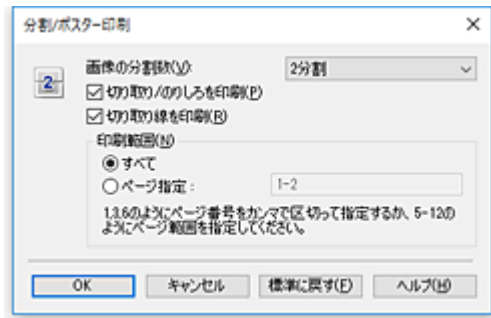 分割/ポスター印刷
画像の分割数(V):
2分割
2
切り取り/のりしろを印刷(P)
切り取り線を印刷(R)
印刷範囲(N)
すべて
ページ指定:
1-2
1,3,6のようにページ番号をカンマで区切って指定するか、5-12の
ようにページ範囲を指定してください。
OK キャンセル 標準に戻す(F) ヘルプ(H)